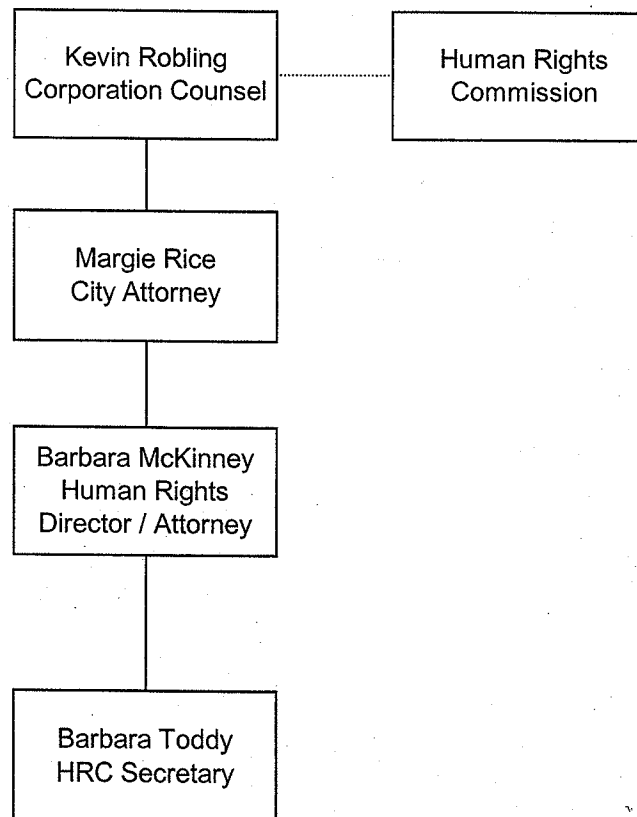 Kevin Robling
Corporation Counsel
Human Rights
Commission
Margie Rice
City Attorney
Barbara McKinney
Human Rights
Director / Attorney
Barbara Toddy
HRC Secretary